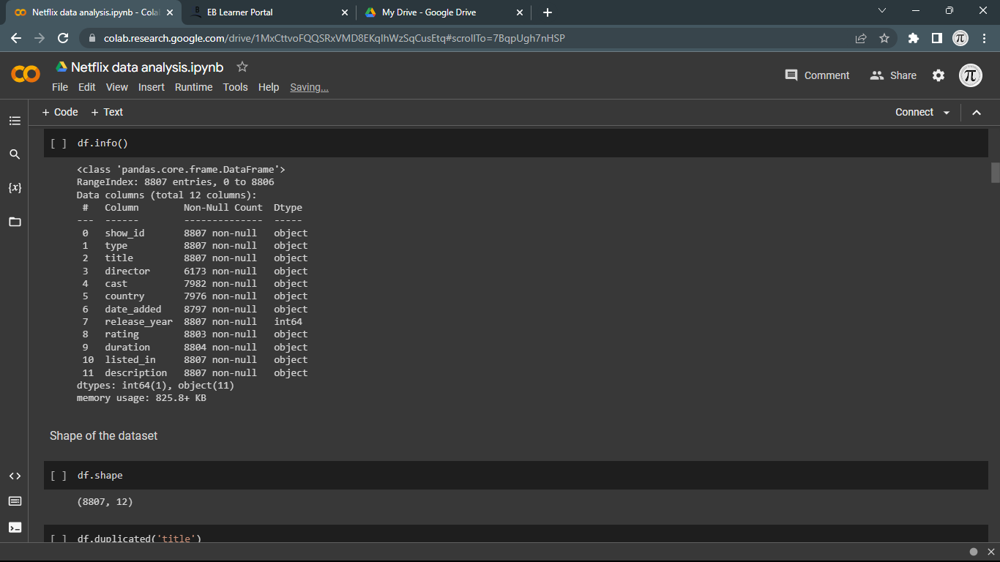 Netflix data analysis.ipynb - Cola
EB Learner Portal
My Drive - Google Drive
colab.research.google.com/drive/1MxCttvoFQQSRxVMD8EKqIhWzSqCusEtq#scrollTo=7BqpUgh7nHSP
Netflix data analysis.ipynb
Comment
Share
File Edit View Insert Runtime Tools Help Saving...
+ Code + Text
Connect
[ ] df.info()
<class 'pandas.core.frame.DataFrame'>
RangeIndex: 8807 entries, 0 to 8806
Data columns (total 12 columns):
 #   Column        Non-Null Count  Dtype
---  ------        --------------  -----
 0   show_id       8807 non-null   object
 1   type          8807 non-null   object
 2   title         8807 non-null   object
 3   director      6173 non-null   object
 4   cast          7982 non-null   object
 5   country       7976 non-null   object
 6   date_added    8797 non-null   object
 7   release_year  8807 non-null   int64
 8   rating        8803 non-null   object
 9   duration      8804 non-null   object
 10  listed_in     8807 non-null   object
 11  description   8807 non-null   object
dtypes: int64(1), object(11)
memory usage: 825.8+ KB
Shape of the dataset
[ ] df.shape
(8807, 12)
[ ] df.duplicated('title')